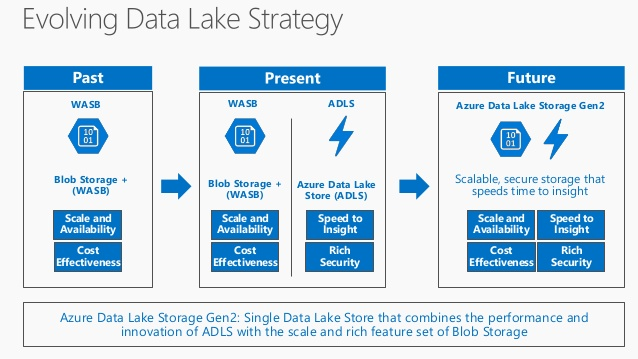 Evolving Data Lake Strategy
Past
WASB
10
01
Blob Storage +
(WASB)
Scale and
Availability
Cost
Effectiveness
Present
WASB
10
01
Blob Storage +
(WASB)
Scale and
Availability
Cost
Effectiveness
ADLS
Azure Data Lake
Store (ADLS)
Speed to
Insight
Rich
Security
Future
Azure Data Lake Storage Gen2
10
01
Scalable, secure storage that
speeds time to insight
Scale and
Availability
Speed to
Insight
Cost
Effectiveness
Rich
Security
Azure Data Lake Storage Gen2: Single Data Lake Store that combines the performance and
innovation of ADLS with the scale and rich feature set of Blob Storage